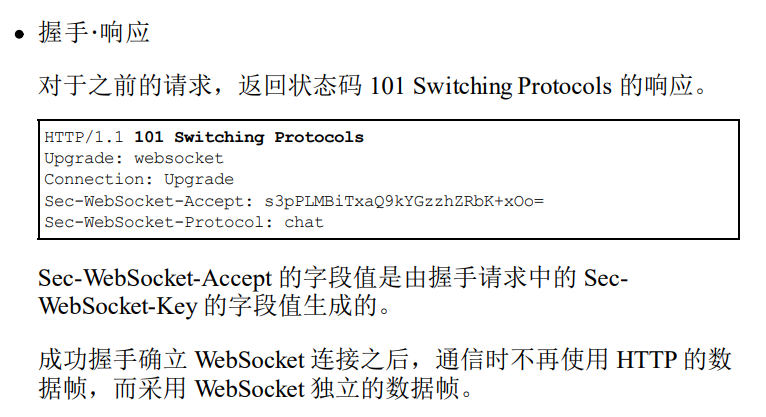 握手·响应
对于之前的请求，返回状态码 101 Switching Protocols 的响应。
HTTP/1.1 101 Switching Protocols
Upgrade: websocket
Connection: Upgrade
Sec-WebSocket-Accept: s3pPLMBiTxaQ9kYGzzhZRbK+xOo=
Sec-WebSocket-Protocol: chat
Sec-WebSocket-Accept 的字段值是由握手请求中的 Sec-
WebSocket-Key 的字段值生成的。
成功握手确立 WebSocket 连接之后，通信时不再使用 HTTP 的数
据帧，而采用 WebSocket 独立的数据帧。